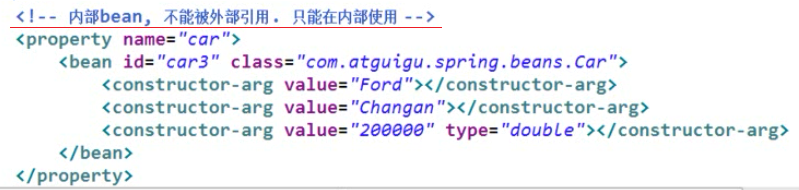 <!-- 内部bean, 不能被外部引用. 只能在内部使用 -->
<property name="car">
<bean id="car3" class="com.atguigu.spring.beans.Car">
<constructor-arg value="Ford"></constructor-arg>
<constructor-arg value="Changan"></constructor-arg>
<constructor-arg value="200000" type="double"></constructor-arg>
</bean>
</property>